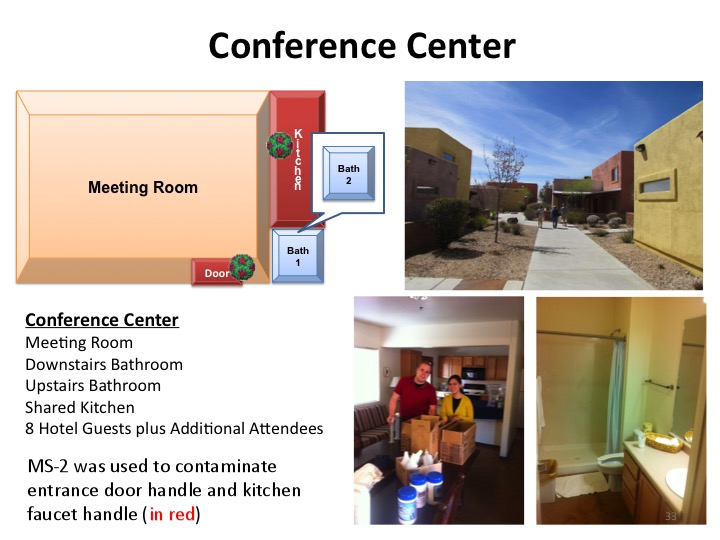 Conference Center
Meeting Room
Kitchen
Bath
2
Bath
1
Door
Conference Center
Meeting Room
Downstairs Bathroom
Upstairs Bathroom
Shared Kitchen
8 Hotel Guests plus Additional Attendees
MS-2 was used to contaminate
entrance door handle and kitchen
faucet handle (in red)
33